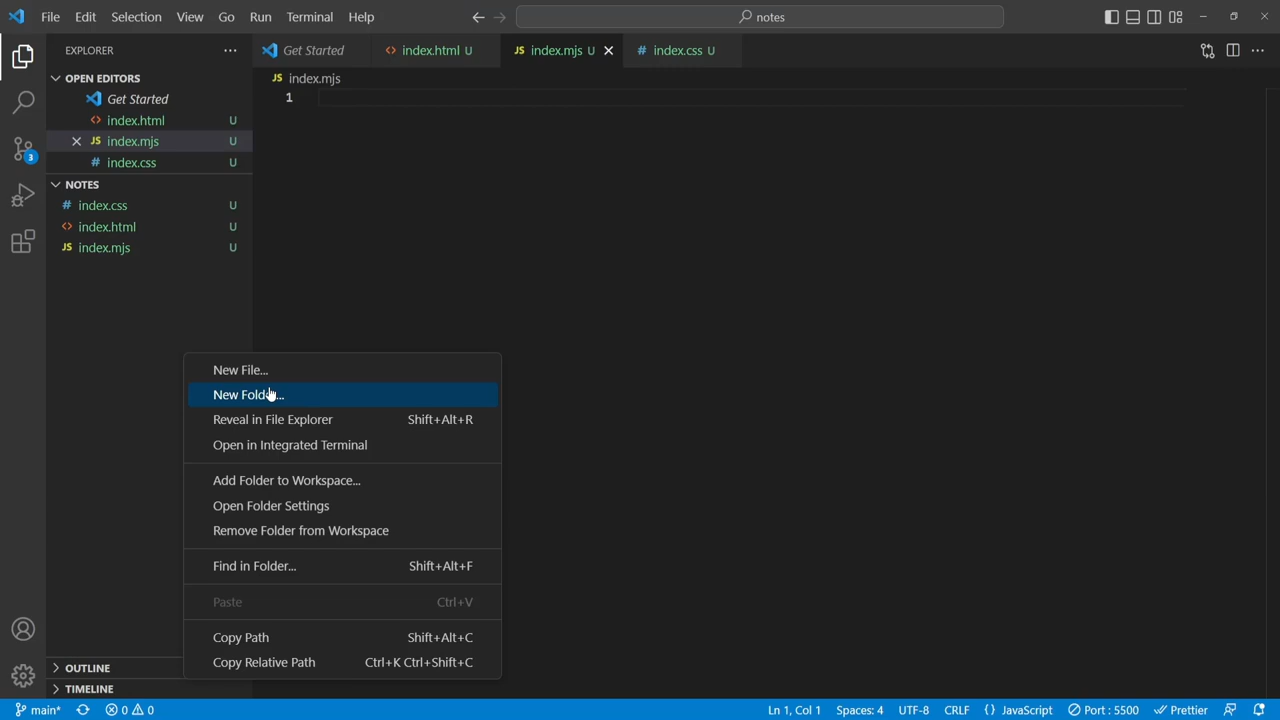 File Edit Selection View Go Run Terminal Help
notes
EXPLORER
Get Started
index.html U
JS index.mjs U
# index.css U
OPEN EDITORS
Get Started
index.html U
JS index.mjs U
# index.css U
JS index.mjs
1
3
NOTES
# index.css U
index.html U
JS index.mjs U
New File...
New Folder...
Reveal in File Explorer Shift+Alt+R
Open in Integrated Terminal
Add Folder to Workspace...
Open Folder Settings
Remove Folder from Workspace
Find in Folder... Shift+Alt+F
Paste Ctrl+V
Copy Path Shift+Alt+C
Copy Relative Path Ctrl+K Ctrl+Shift+C
OUTLINE
TIMELINE
main* 0 0 Ln 1, Col 1 Spaces: 4 UTF-8 CRLF {} JavaScript Port : 5500 Prettier